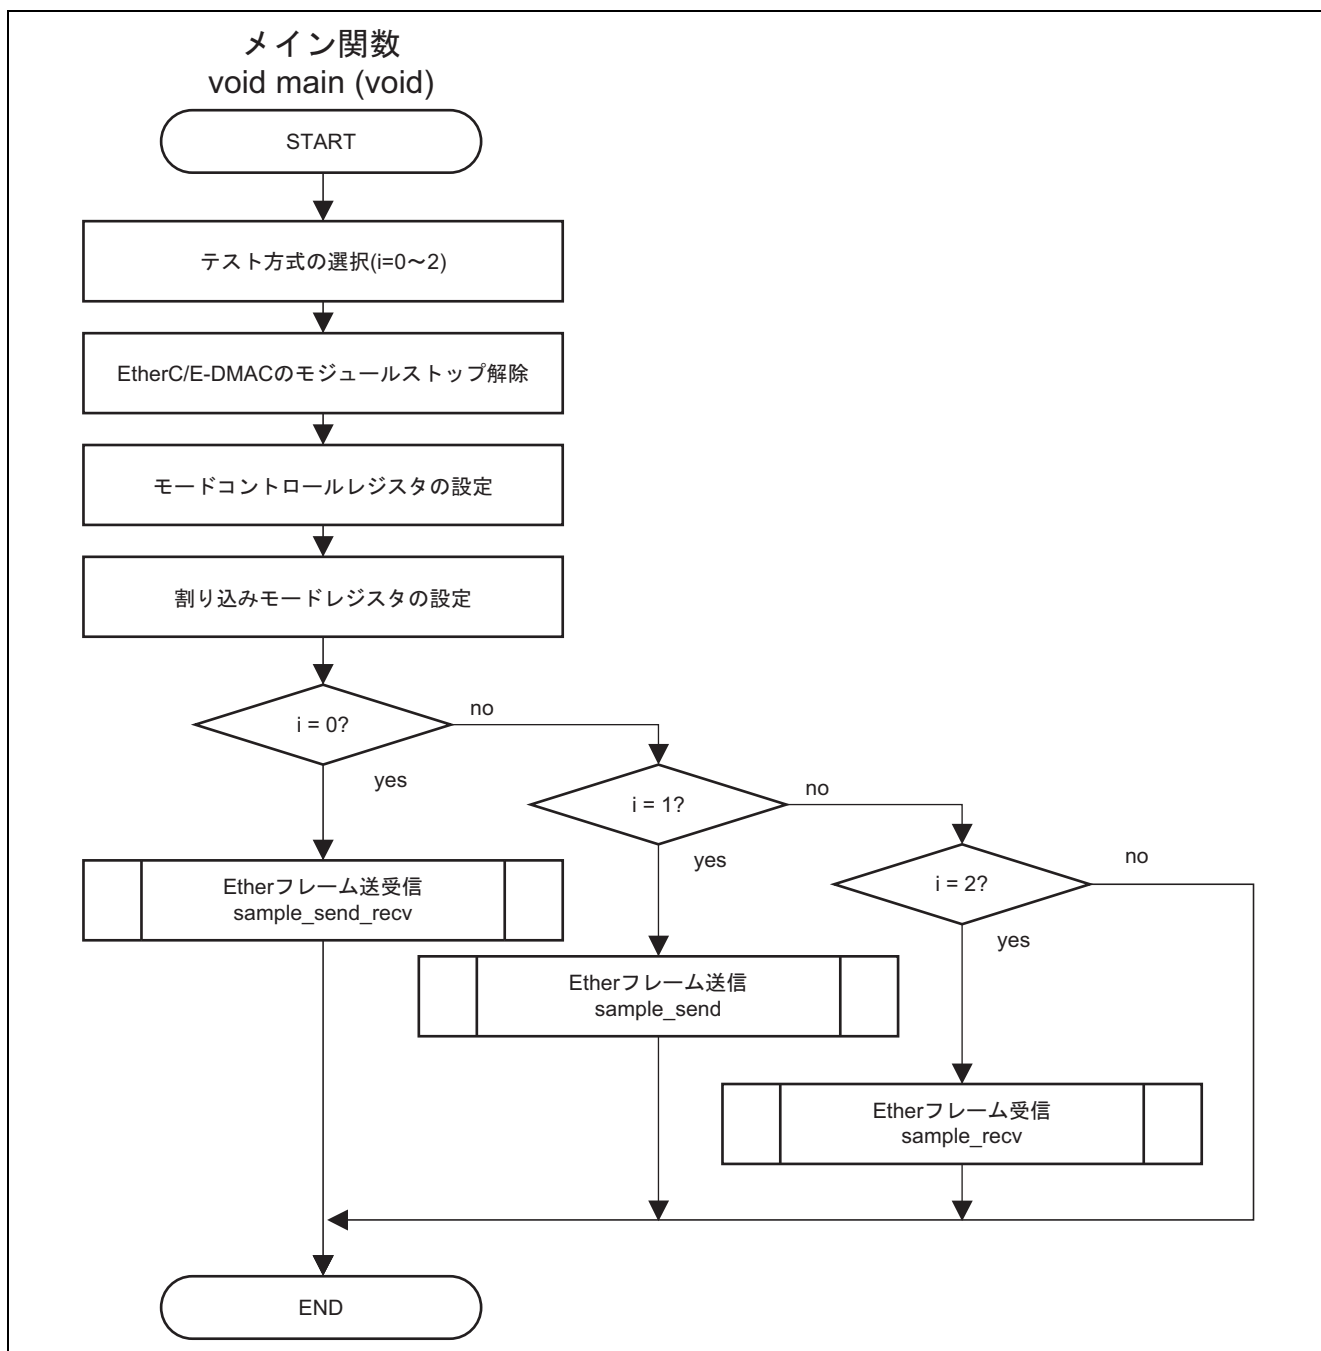 メイン関数
void main (void)
START
テスト方式の選択(i=0～2)
EtherC/E-DMACのモジュールストップ解除
モードコントロールレジスタの設定
割り込みモードレジスタの設定
i = 0?
no
yes
i = 1?
no
yes
i = 2?
no
yes
Etherフレーム送受信
sample_send_recv
Etherフレーム送信
sample_send
Etherフレーム受信
sample_recv
END